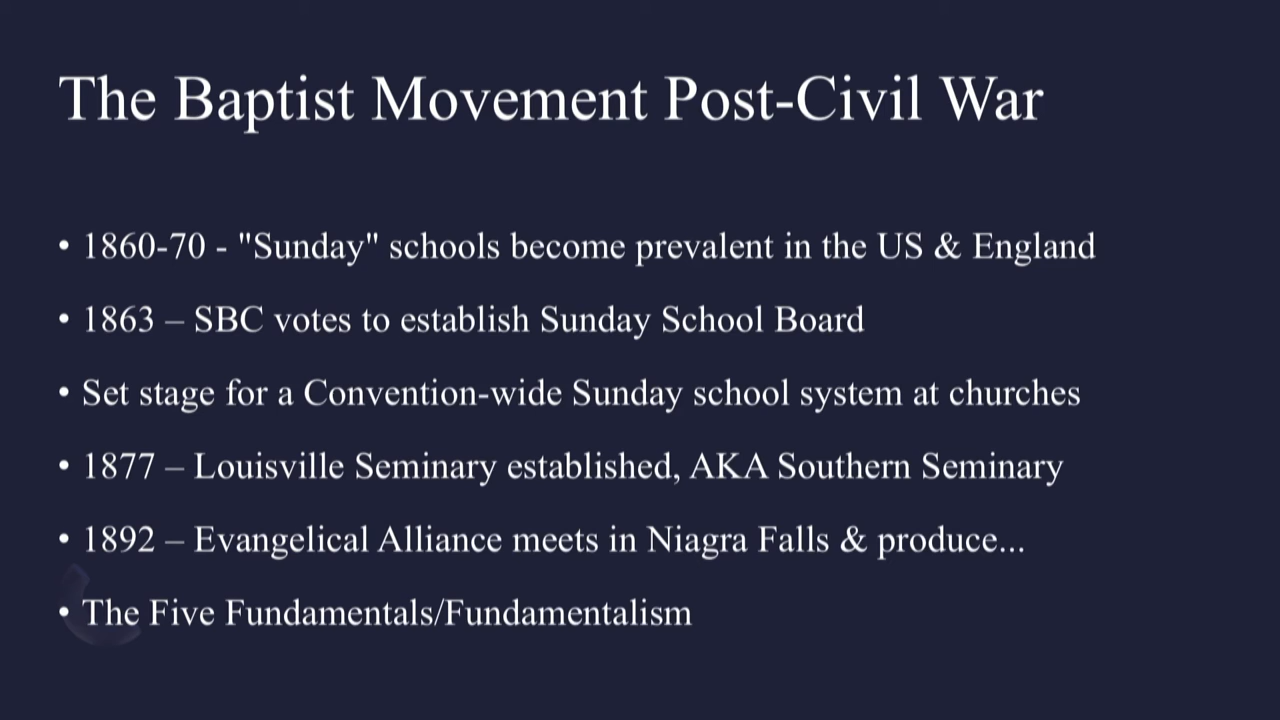 The Baptist Movement Post-Civil War
• 1860-70 - "Sunday" schools become prevalent in the US & England
• 1863 – SBC votes to establish Sunday School Board
• Set stage for a Convention-wide Sunday school system at churches
• 1877 – Louisville Seminary established, AKA Southern Seminary
• 1892 – Evangelical Alliance meets in Niagra Falls & produce...
• The Five Fundamentals/Fundamentalism